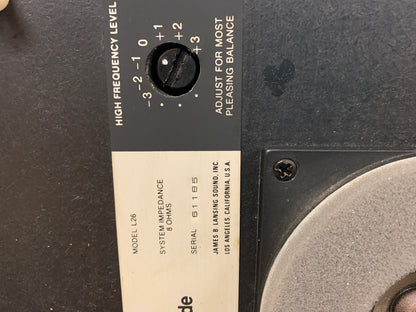 HIGH FREQUENCY LEVEL
-3 -2 -1 0 +1 +2 +3
ADJUST FOR MOST
PLEASING BALANCE
MODEL L26
SYSTEM IMPEDANCE
8 OHMS
SERIAL 61185
JAMES B. LANSING SOUND, INC.
LOS ANGELES, CALIFORNIA, U.S.A.
de